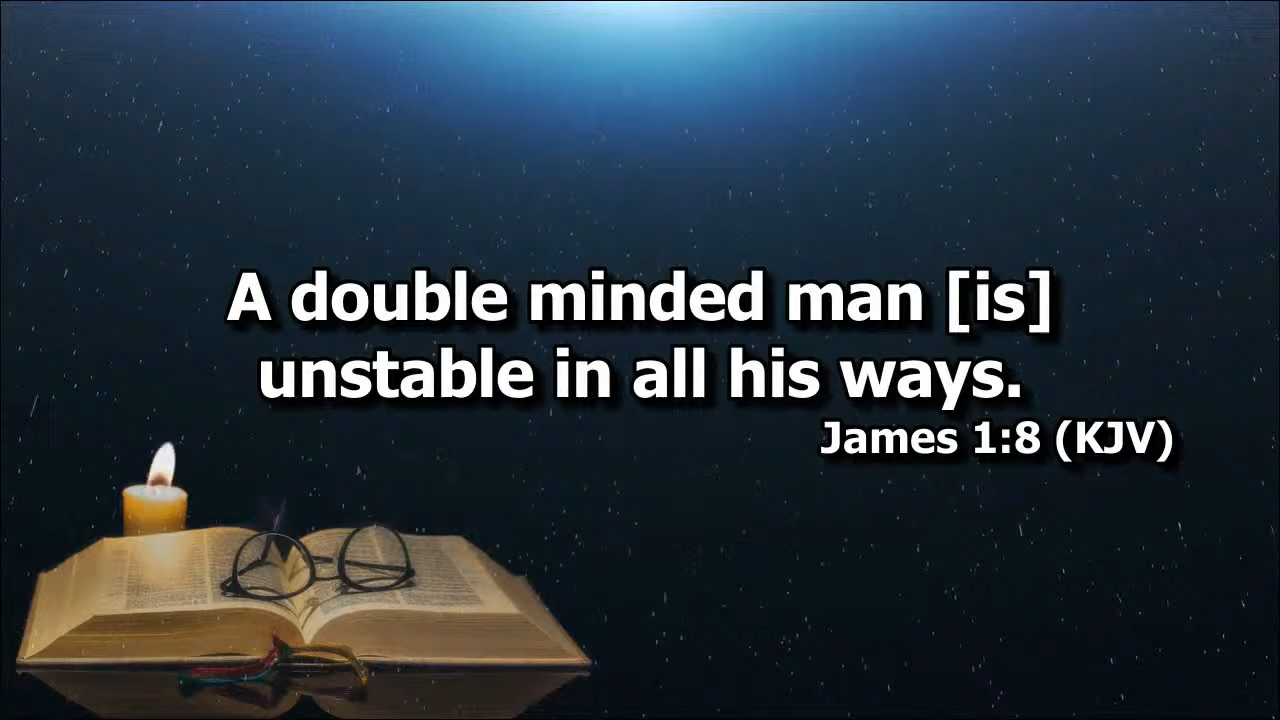 A double minded man [is]
unstable in all his ways.
James 1:8 (KJV)